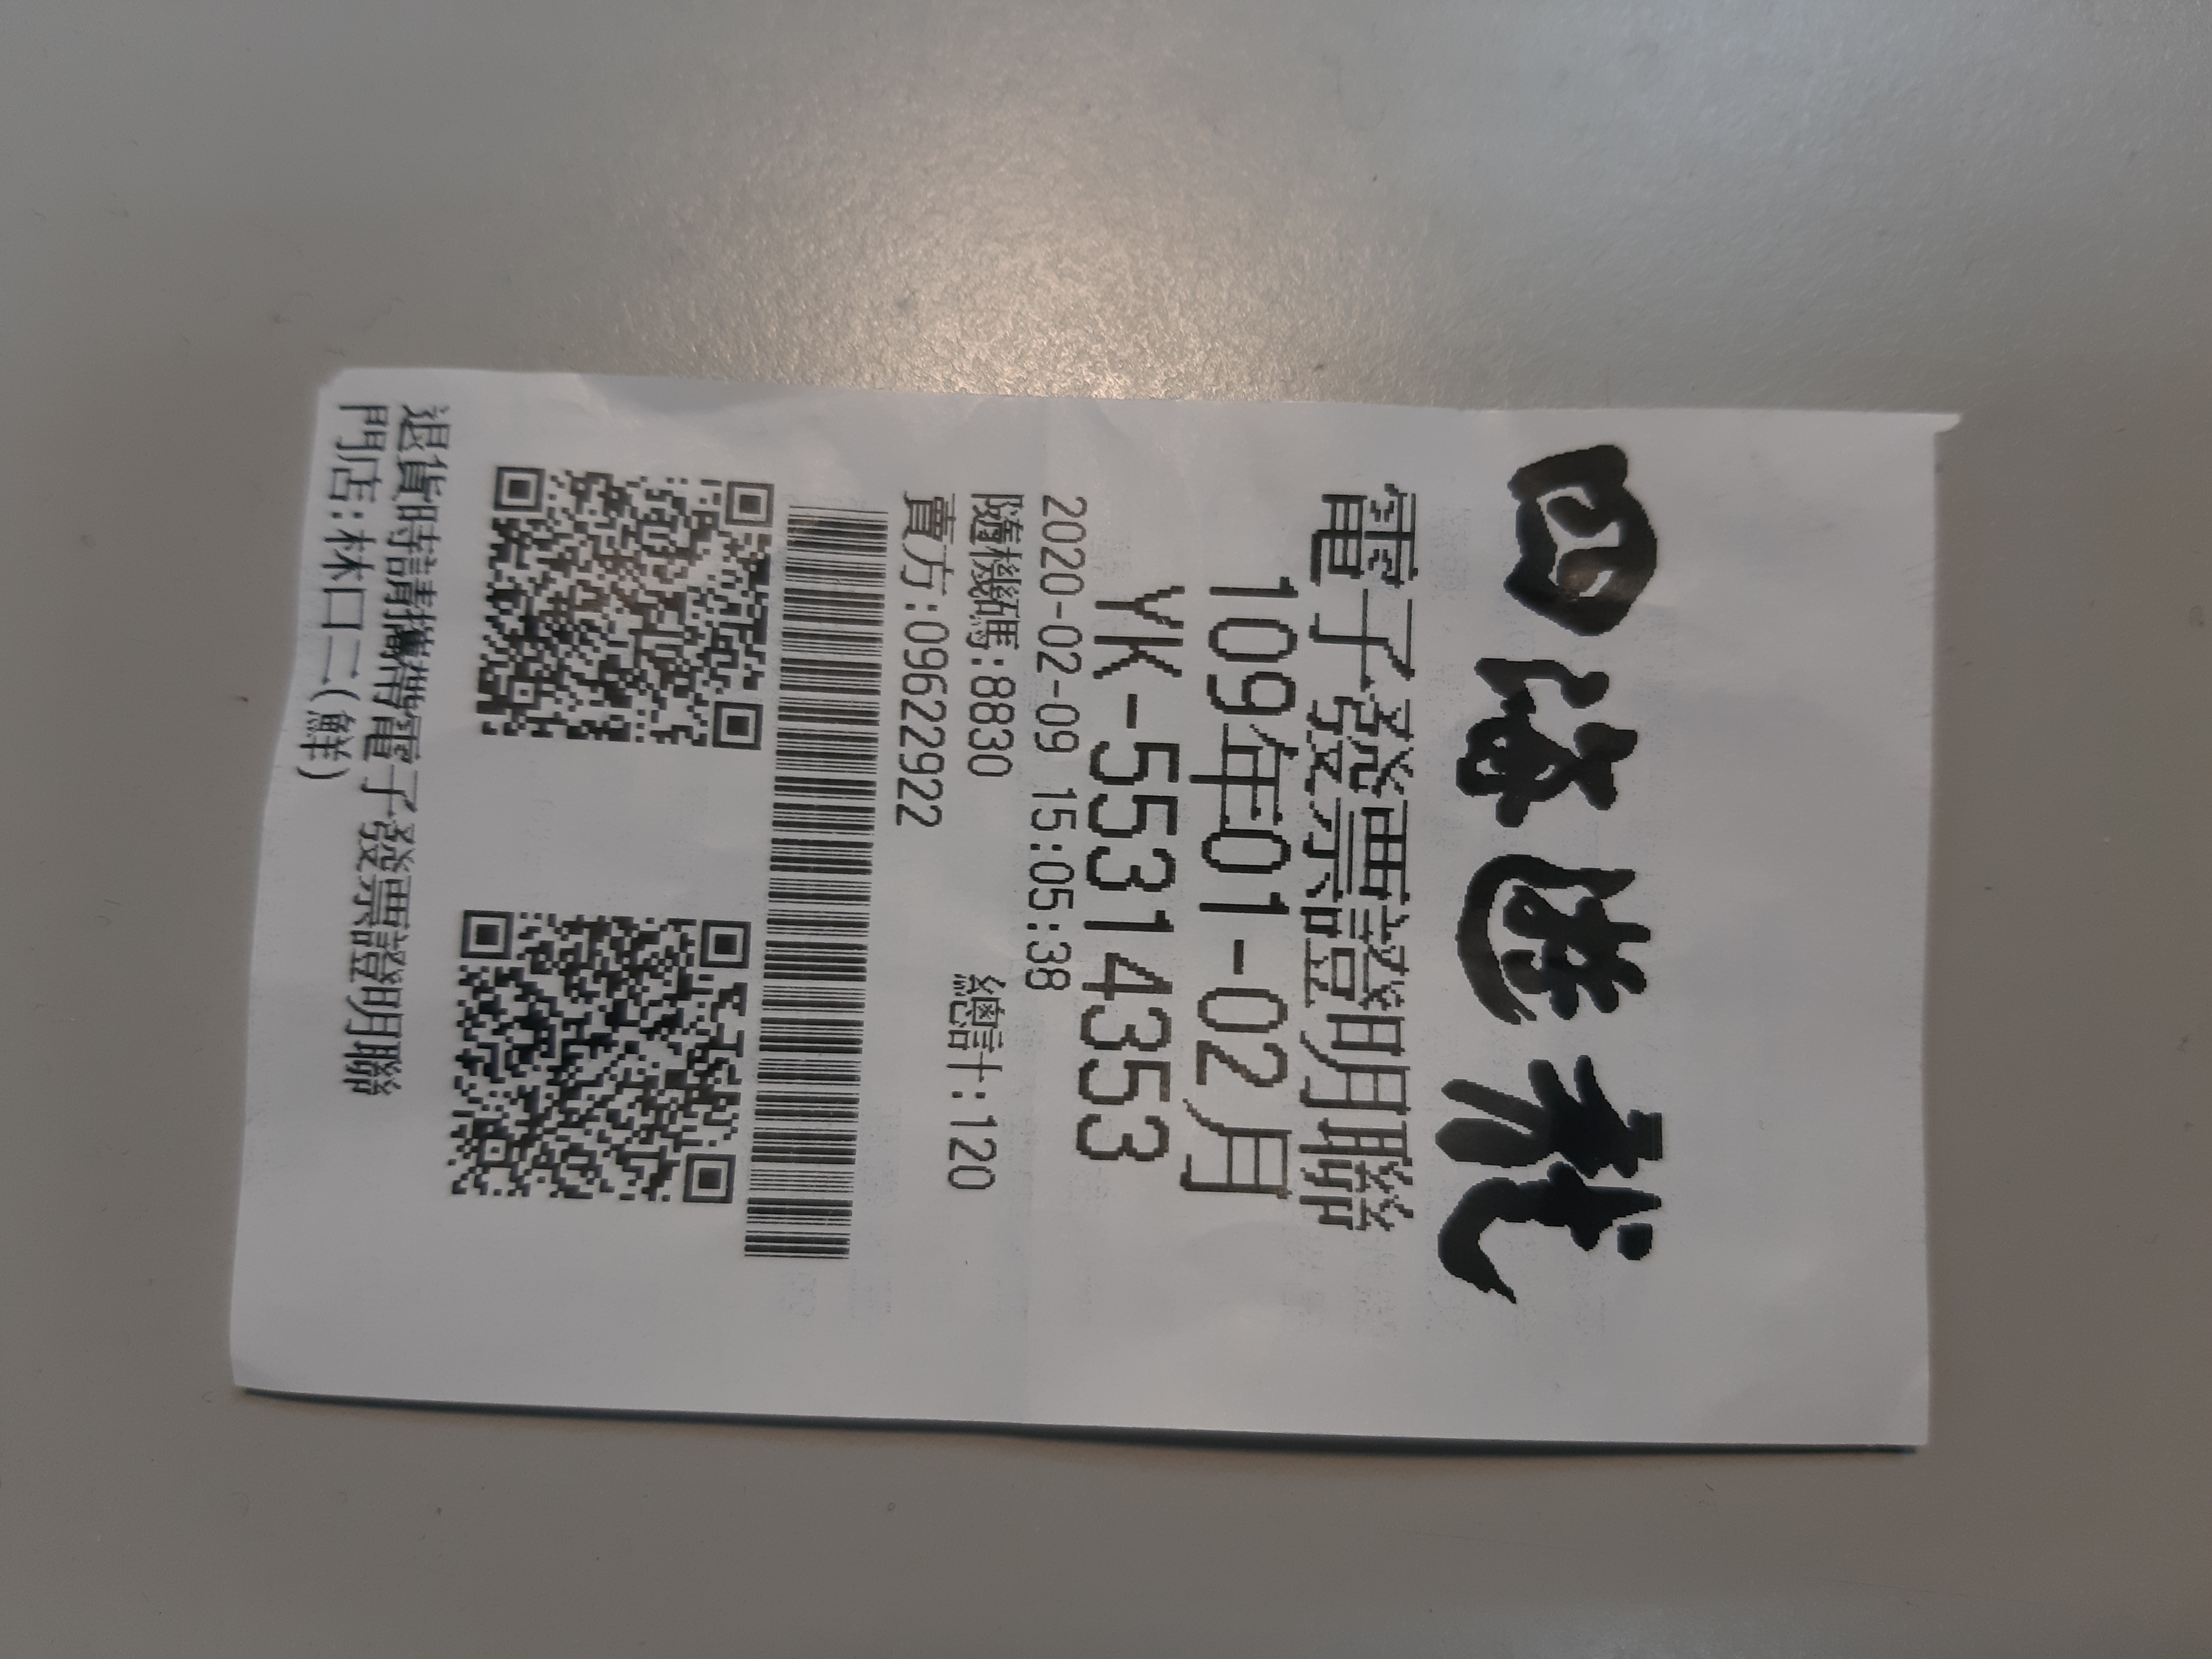 四海遊龍
電子發票證明聯
109年01-02月
YK-55314353
2020-02-09 15:05:38
隨機碼:8830 總計:120
賣方:09622922
退貨時請攜帶電子發票證明聯
門店:林口二(鮮)